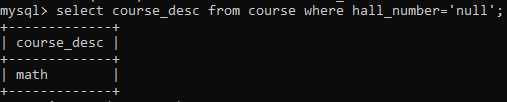 mysql> select course_desc from course where hall_number='null';
+-------------+
| course_desc |
+-------------+
| math        |
+-------------+